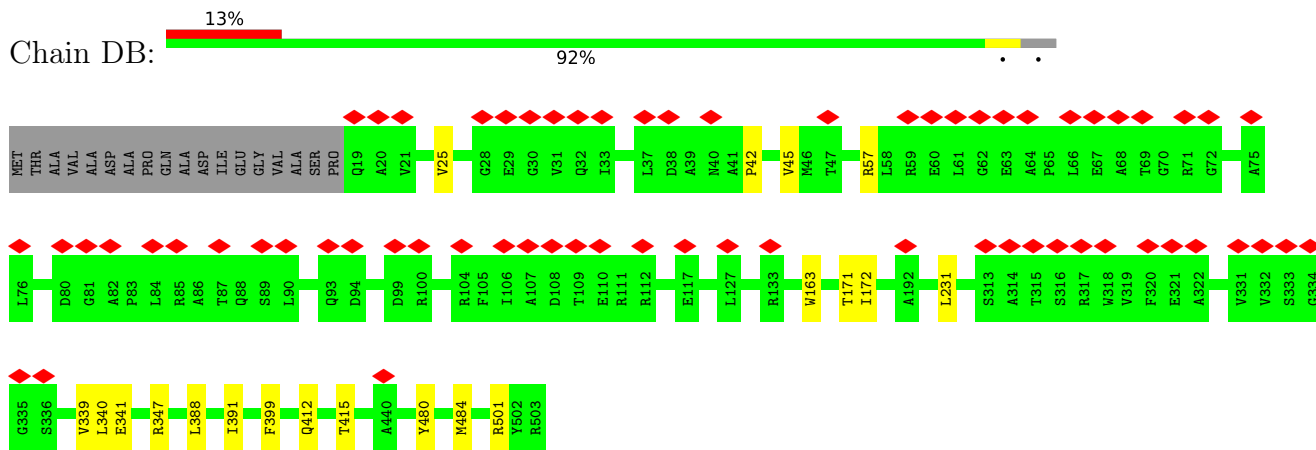 13%
Chain DB:
92%
MET THR ALA VAL ALA ASP ALA PRO GLN ALA ASP ILE GLU GLY VAL ALA SER PRO Q19 A20 V21 V25 G28 E29 G30 V31 Q32 I33 L37 D38 A39 N40 A41 P42 V45 M46 T47 R57 L58 R59 E60 L61 G62 E63 A64 P65 L66 E67 A68 T69 G70 R71 G72 A75
L76 D80 G81 A82 P83 L84 R85 A86 T87 Q88 S89 L90 Q93 D94 D99 R100 R104 F105 I106 A107 D108 T109 E110 R111 R112 E117 L127 R133 W163 T171 I172 A192 L231 S313 A314 T315 S316 R317 W318 V319 F320 E321 A322 V331 V332 S333 S334
G335 S336 V339 L340 E341 R347 L388 I391 F399 Q412 T415 A440 Y480 M484 R501 Y502 R503